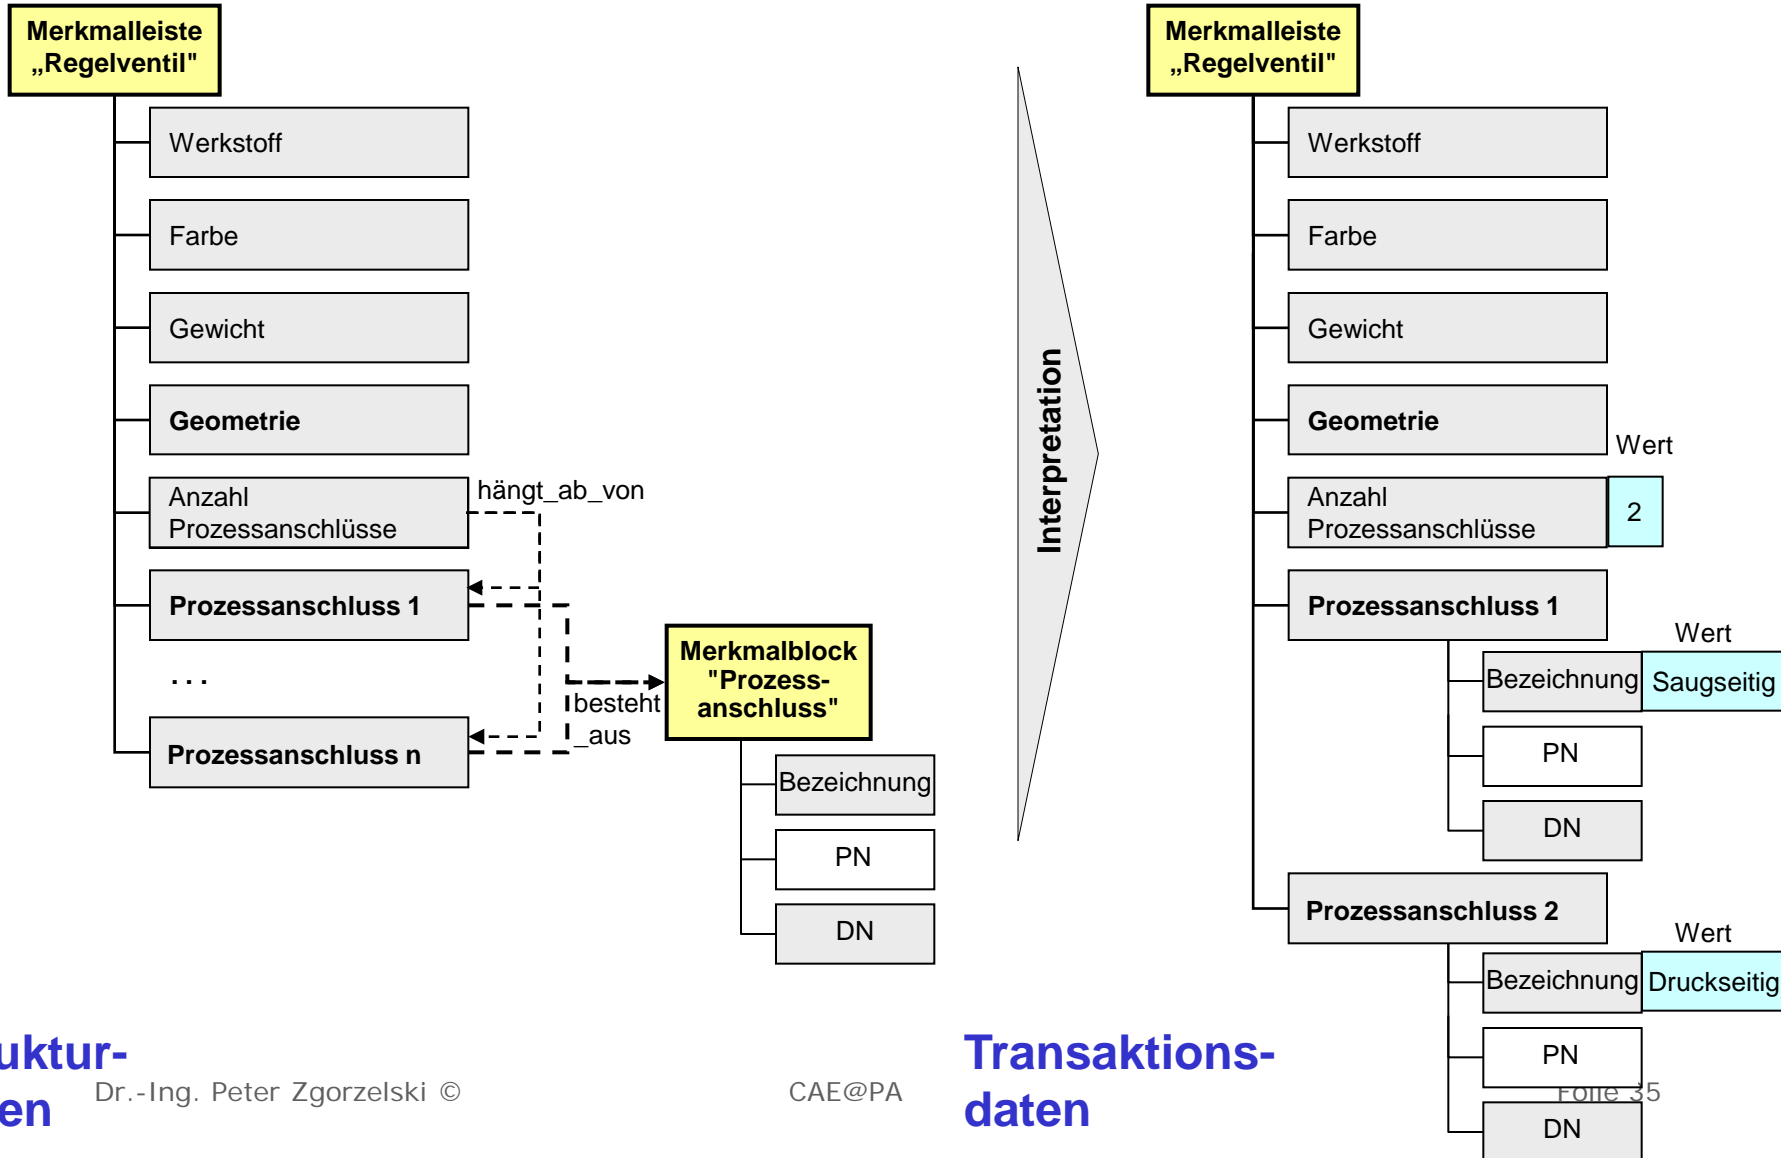 Merkmalleiste
„Regelventil"
Werkstoff
Farbe
Gewicht
Geometrie
Anzahl
Prozessanschlüsse
hängt_ab_von
Prozessanschluss 1
...
Prozessanschluss n
besteht
_aus
Merkmalblock
"Prozess-
anschluss"
Bezeichnung
PN
DN
Interpretation
Merkmalleiste
„Regelventil"
Werkstoff
Farbe
Gewicht
Geometrie
Wert
Anzahl
Prozessanschlüsse
2
Prozessanschluss 1
Wert
Bezeichnung Saugseitig
PN
DN
Prozessanschluss 2
Wert
Bezeichnung Druckseitig
PN
DN
uktur-
en
Transaktions-
daten
Dr.-Ing. Peter Zgorzelski ©
CAE@PA
Folie 35